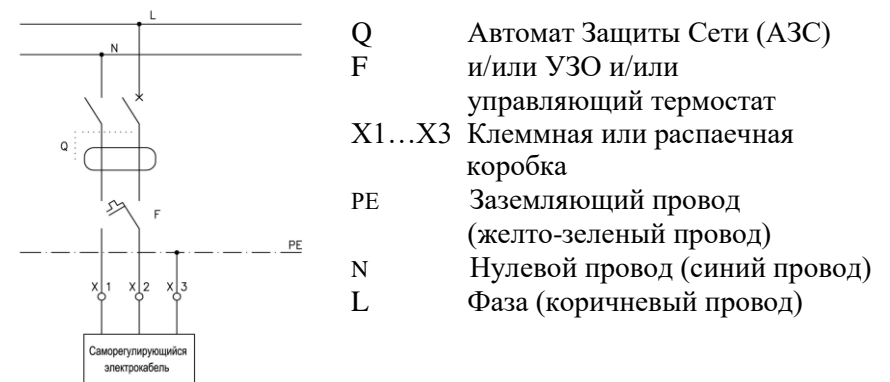 L
N
Q
F
PE
X 1 X 2 X 3
Саморегулирующийся
электрокабель
Q Автомат Защиты Сети (АЗС)
F и/или УЗО и/или
управляющий термостат
X1…X3 Клеммная или распаечная
коробка
PE Заземляющий провод
(желто-зеленый провод)
N Нулевой провод (синий провод)
L Фаза (коричневый провод)